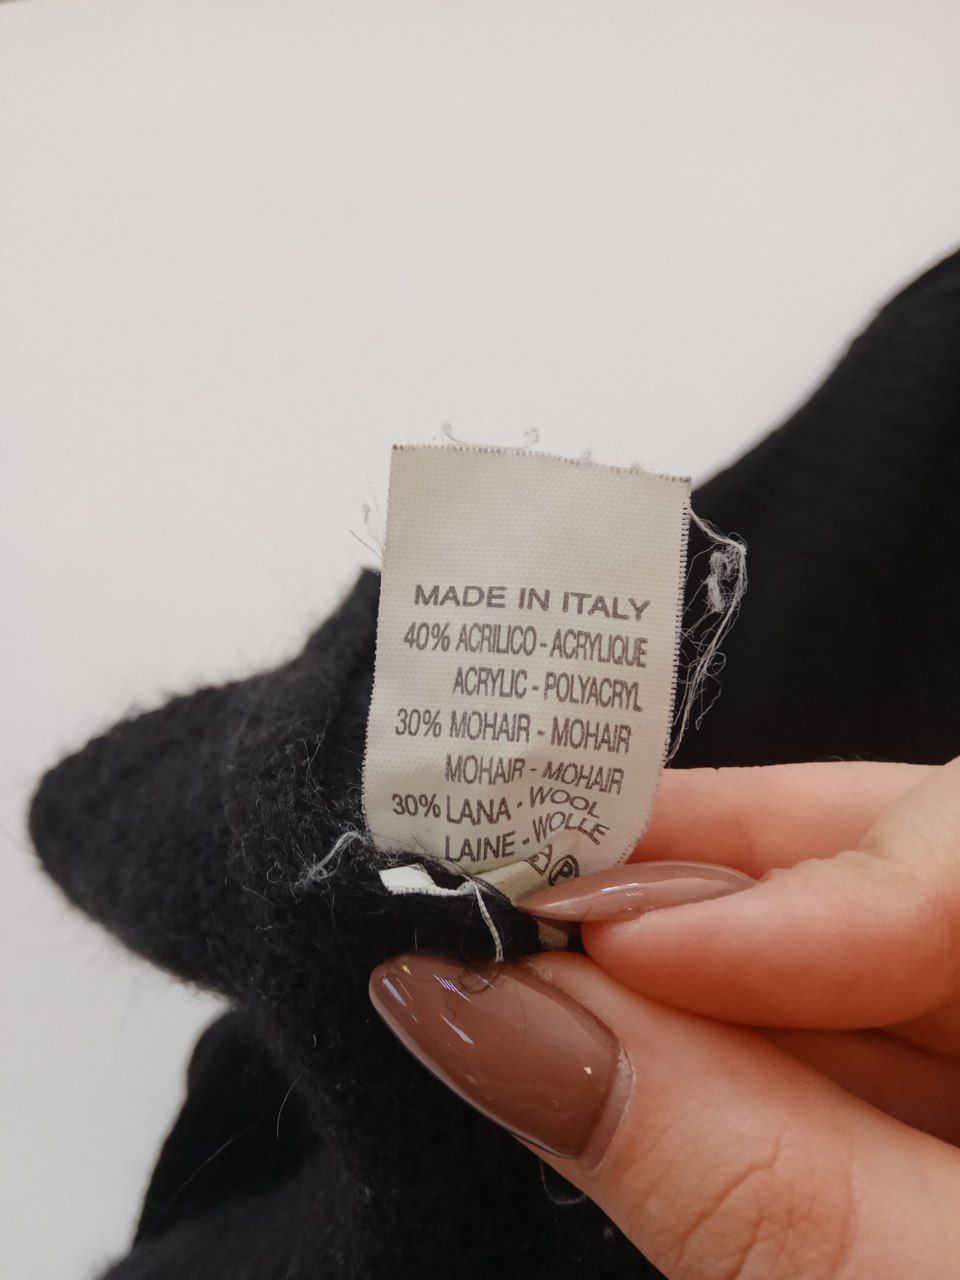 MADE IN ITALY
40% ACRILICO - ACRYLIQUE
ACRYLIC - POLYACRYL
30% MOHAIR - MOHAIR
MOHAIR - MOHAIR
30% LANA - WOOL
LAINE - WOLLE
P